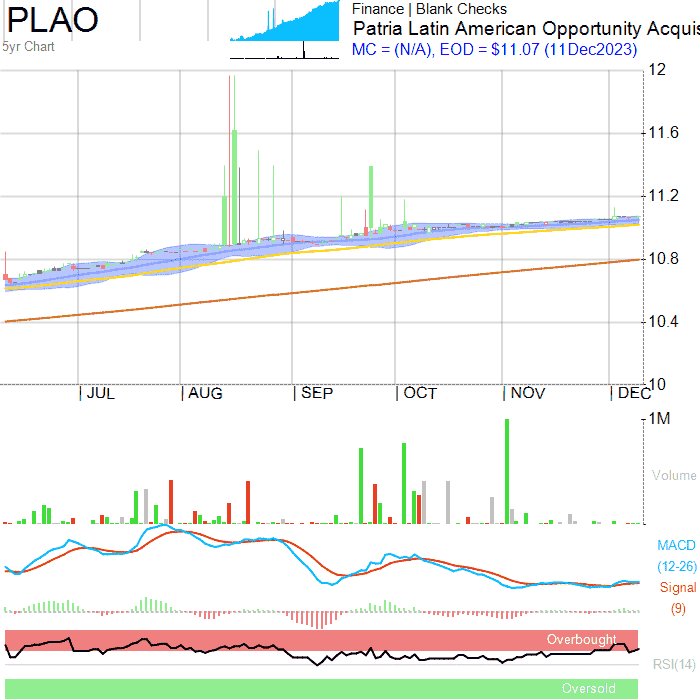 PLAO
5yr Chart
Finance | Blank Checks
Patria Latin American Opportunity Acquis
MC = (N/A), EOD = $11.07 (11Dec2023)
12
11.6
11.2
10.8
10.4
10
| JUL | AUG | SEP | OCT | NOV | DEC
1M
Volume
MACD
(12-26)
Signal
(9)
Overbought
RSI(14)
Oversold